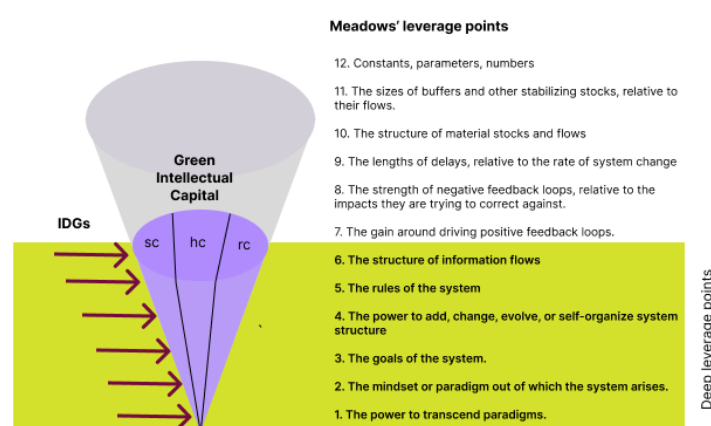 Meadows' leverage points
12. Constants, parameters, numbers
11. The sizes of buffers and other stabilizing stocks, relative to
their flows.
10. The structure of material stocks and flows
9. The lengths of delays, relative to the rate of system change
8. The strength of negative feedback loops, relative to the
impacts they are trying to correct against.
7. The gain around driving positive feedback loops.
6. The structure of information flows
5. The rules of the system
4. The power to add, change, evolve, or self-organize system
structure
3. The goals of the system.
2. The mindset or paradigm out of which the system arises.
1. The power to transcend paradigms.
Green
Intellectual
Capital
IDGs
sc hc rc
Deep leverage points